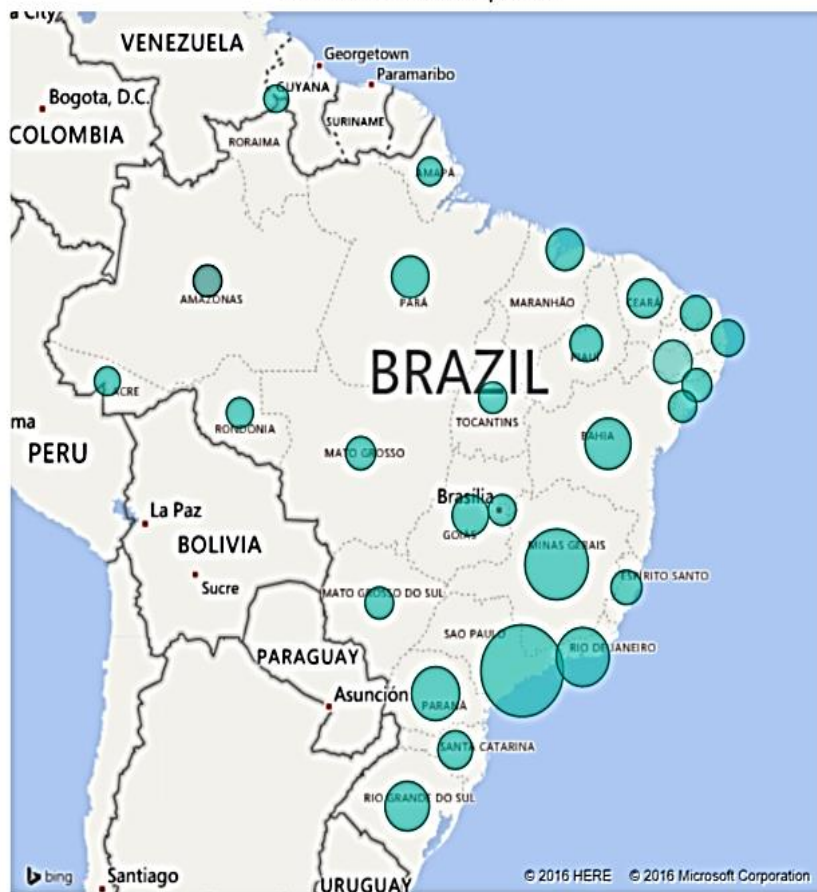 a City
VENEZUELA
Georgetown
GUYANA
Paramaribo
Bogota, D.C.
SURINAME
COLOMBIA
RORAIMA
AMAPÁ
AMAZONAS
PARÁ
MARANHÃO
CEARÁ
PIAUÍ
BRAZIL
ACRE
TOCANTINS
RONDÔNIA
ma
PERU
MATO GROSSO
BAHIA
Brasília
La Paz
GOIÁS
BOLIVIA
MINAS GERAIS
Sucre
ESPÍRITO SANTO
MATO GROSSO DO SUL
SAO PAULO
PARAGUAY
RIO DE JANEIRO
Asunción
PARANÁ
SANTA CATARINA
RIO GRANDE DO SUL
bing
Santiago
URUGUAY
© 2016 HERE © 2016 Microsoft Corporation